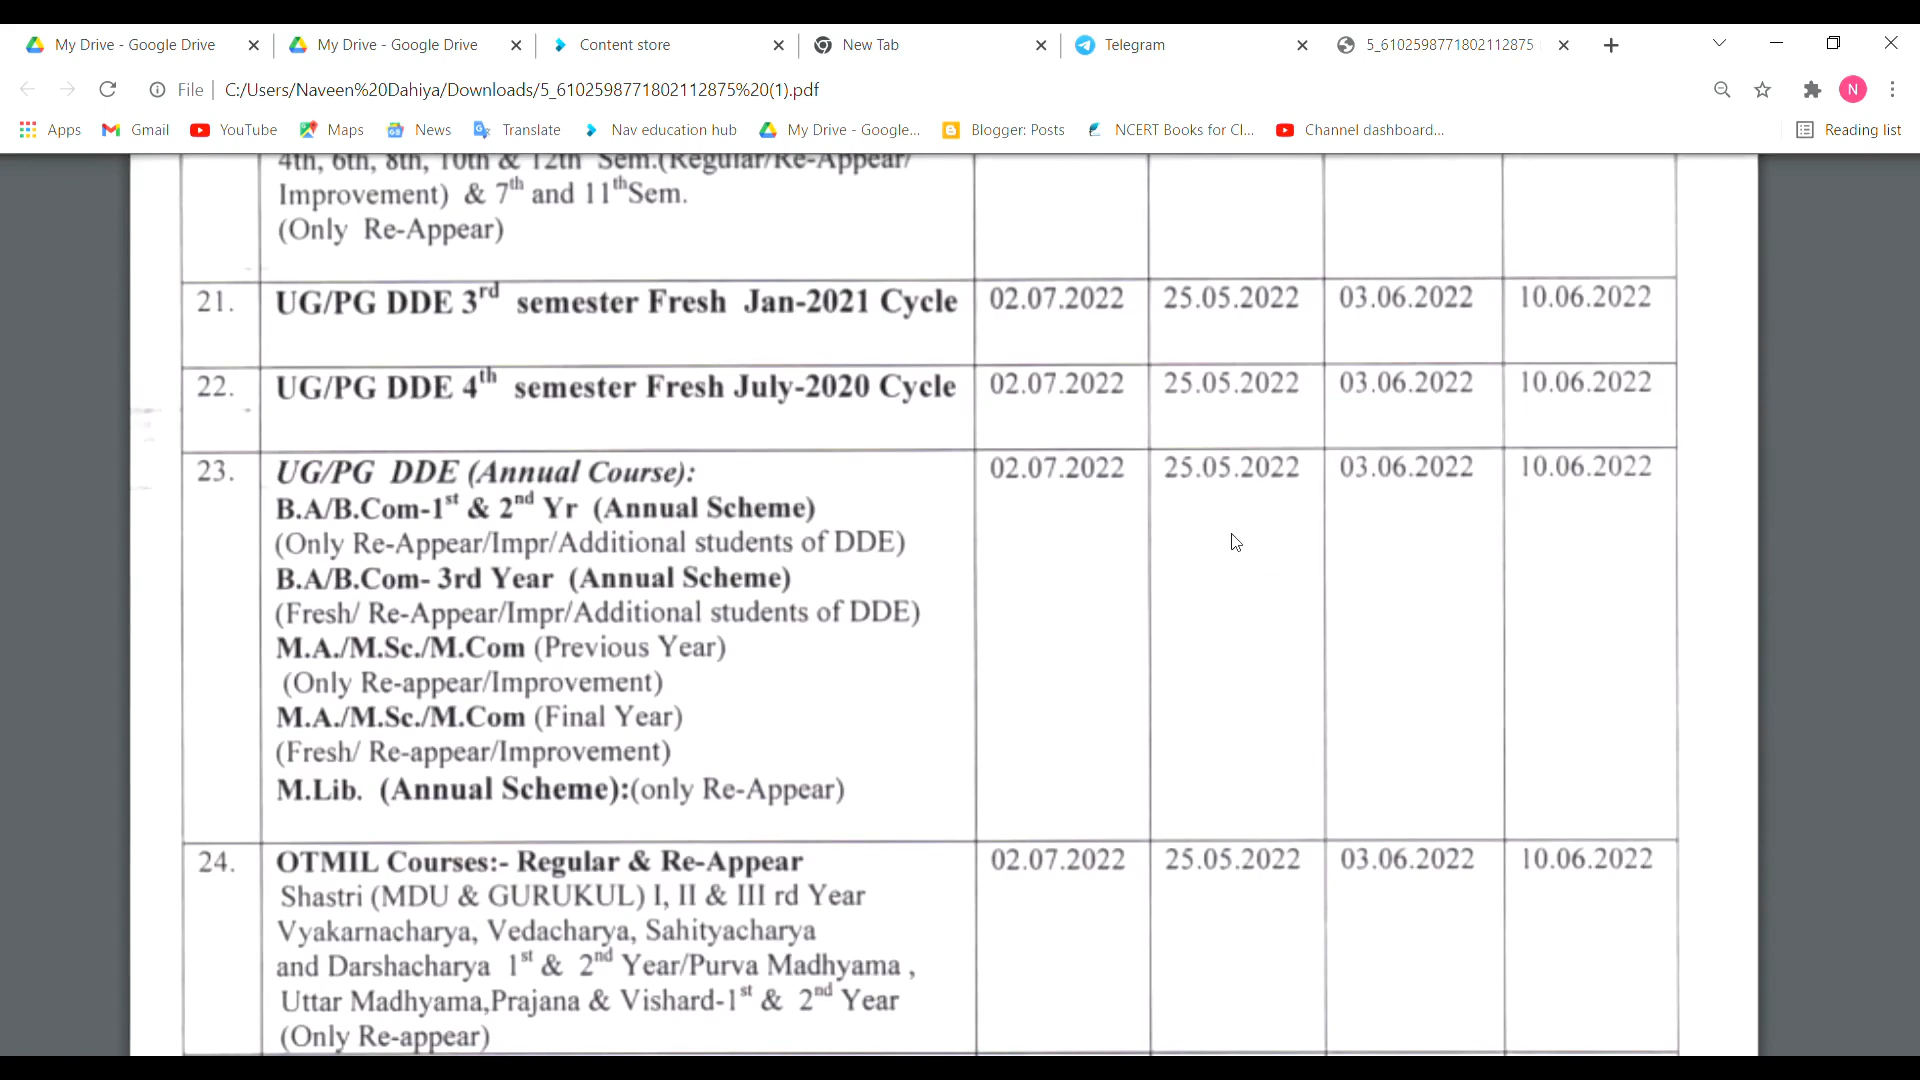 My Drive - Google Drive
My Drive - Google Drive
Content store
New Tab
Telegram
5_6102598771802112875
File C:/Users/Naveen%20Dahiya/Downloads/5_6102598771802112875%20(1).pdf
N
Apps Gmail YouTube Maps News Translate Nav education hub My Drive - Google... Blogger: Posts NCERT Books for Cl... Channel dashboard... Reading list
4th, 6th, 8th, 10th & 12th Sem.(Regular/Re-Appear/
Improvement) & 7th and 11thSem.
(Only Re-Appear)
21. UG/PG DDE 3rd semester Fresh Jan-2021 Cycle 02.07.2022 25.05.2022 03.06.2022 10.06.2022
22. UG/PG DDE 4th semester Fresh July-2020 Cycle 02.07.2022 25.05.2022 03.06.2022 10.06.2022
23. UG/PG DDE (Annual Course): 02.07.2022 25.05.2022 03.06.2022 10.06.2022
B.A/B.Com-1st & 2nd Yr (Annual Scheme)
(Only Re-Appear/Impr/Additional students of DDE)
B.A/B.Com- 3rd Year (Annual Scheme)
(Fresh/ Re-Appear/Impr/Additional students of DDE)
M.A./M.Sc./M.Com (Previous Year)
(Only Re-appear/Improvement)
M.A./M.Sc./M.Com (Final Year)
(Fresh/ Re-appear/Improvement)
M.Lib. (Annual Scheme):(only Re-Appear)
24. OTMIL Courses:- Regular & Re-Appear 02.07.2022 25.05.2022 03.06.2022 10.06.2022
Shastri (MDU & GURUKUL) I, II & III rd Year
Vyakarnacharya, Vedacharya, Sahityacharya
and Darshacharya 1st & 2nd Year/Purva Madhyama ,
Uttar Madhyama,Prajana & Vishard-1st & 2nd Year
(Only Re-appear)